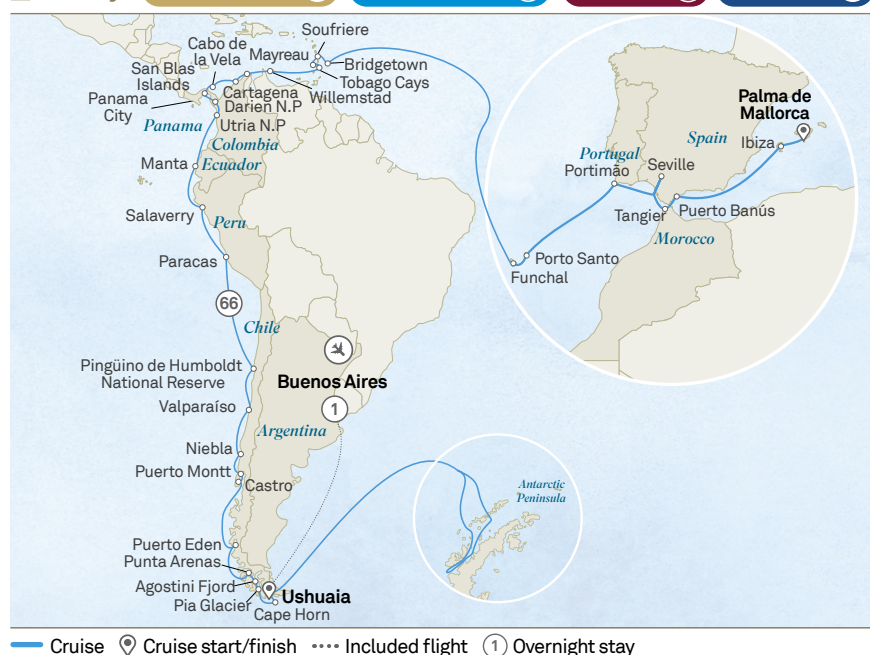 Soufriere
Cabo de
la Vela
Mayreau
Bridgetown
San Blas
Islands
Tobago Cays
Cartagena
Willemstad
Panama
City
Darien N.P
Utria N.P
Panama
Colombia
Manta
Ecuador
Salaverry
Peru
Paracas
66
Chile
Pingüino de Humboldt
National Reserve
Buenos Aires
Valparaíso
1
Argentina
Niebla
Puerto Montt
Castro
Puerto Eden
Punta Arenas
Agostini Fjord
Pia Glacier
Ushuaia
Cape Horn
Antarctic
Peninsula
Palma de
Mallorca
Spain
Ibiza
Portugal
Portimão
Seville
Tangier
Puerto Banús
Morocco
Porto Santo
Funchal
Cruise
Cruise start/finish
Included flight
1
Overnight stay